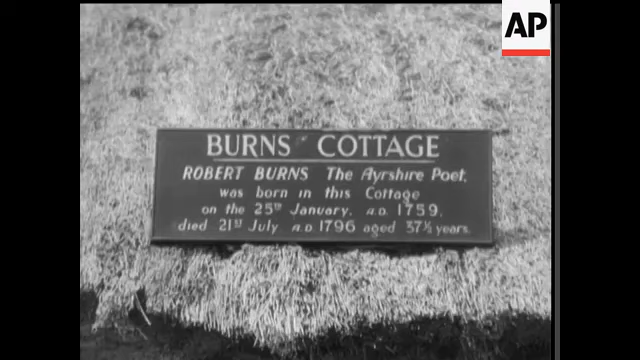 AP
BURNS COTTAGE
ROBERT BURNS The Ayrshire Poet,
was born in this Cottage
on the 25TH January, A.D. 1759,
died 21ST July A.D 1796 aged 37½ years.